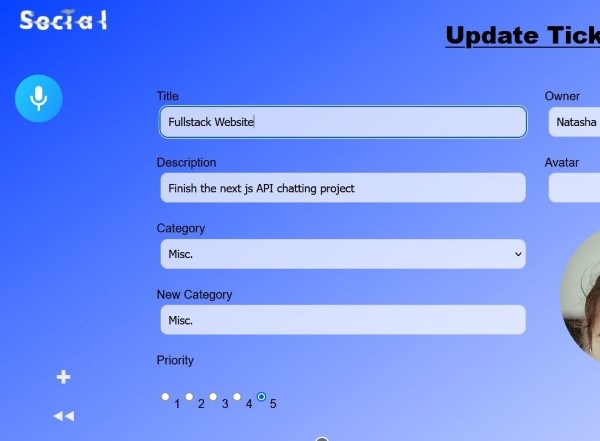 Social
Update Tick
Title
Owner
Fullstack Website
Natasha
Description
Avatar
Finish the next js API chatting project
Category
Misc.
New Category
Misc.
Priority
1 2 3 4 5